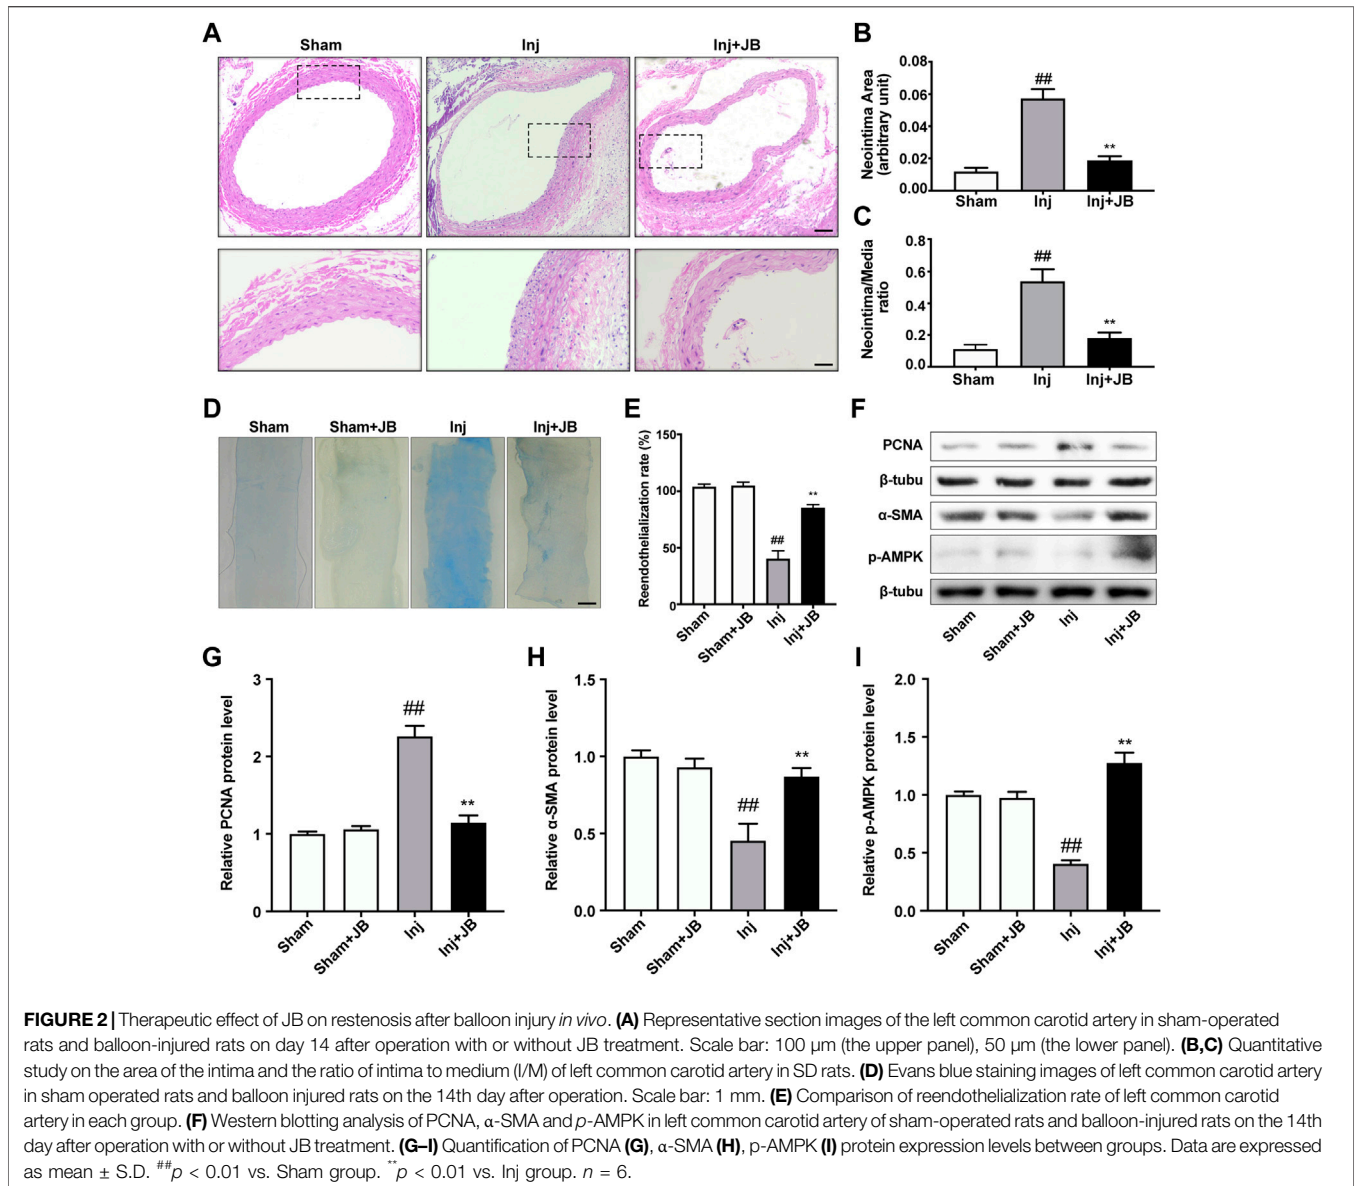 A
Sham
Inj
Inj+JB
B
Neointima Area
(arbitrary unit)
0.08
0.06
0.04
0.02
0.00
##
**
Sham
Inj
Inj+JB
C
Neointima/Media
ratio
0.8
0.6
0.4
0.2
0.0
##
**
Sham
Inj
Inj+JB
D
Sham
Sham+JB
Inj
Inj+JB
E
Reendothelialization rate (%)
150
100
50
0
##
**
Sham
Sham+JB
Inj
Inj+JB
F
PCNA
β-tubu
α-SMA
p-AMPK
β-tubu
Sham
Sham+JB
Inj
Inj+JB
G
Relative PCNA protein level
3
2
1
0
##
**
Sham
Sham+JB
Inj
Inj+JB
H
Relative α-SMA protein level
1.5
1.0
0.5
0.0
##
**
Sham
Sham+JB
Inj
Inj+JB
I
Relative p-AMPK protein level
2.0
1.5
1.0
0.5
0.0
##
**
Sham
Sham+JB
Inj
Inj+JB
FIGURE 2 | Therapeutic effect of JB on restenosis after balloon injury in vivo. (A) Representative section images of the left common carotid artery in sham-operated
rats and balloon-injured rats on day 14 after operation with or without JB treatment. Scale bar: 100 μm (the upper panel), 50 μm (the lower panel). (B,C) Quantitative
study on the area of the intima and the ratio of intima to medium (I/M) of left common carotid artery in SD rats. (D) Evans blue staining images of left common carotid artery
in sham operated rats and balloon injured rats on the 14th day after operation. Scale bar: 1 mm. (E) Comparison of reendothelialization rate of left common carotid
artery in each group. (F) Western blotting analysis of PCNA, α-SMA and p-AMPK in left common carotid artery of sham-operated rats and balloon-injured rats on the 14th
day after operation with or without JB treatment. (G–I) Quantification of PCNA (G), α-SMA (H), p-AMPK (I) protein expression levels between groups. Data are expressed
as mean ± S.D. ##p < 0.01 vs. Sham group. **p < 0.01 vs. Inj group. n = 6.